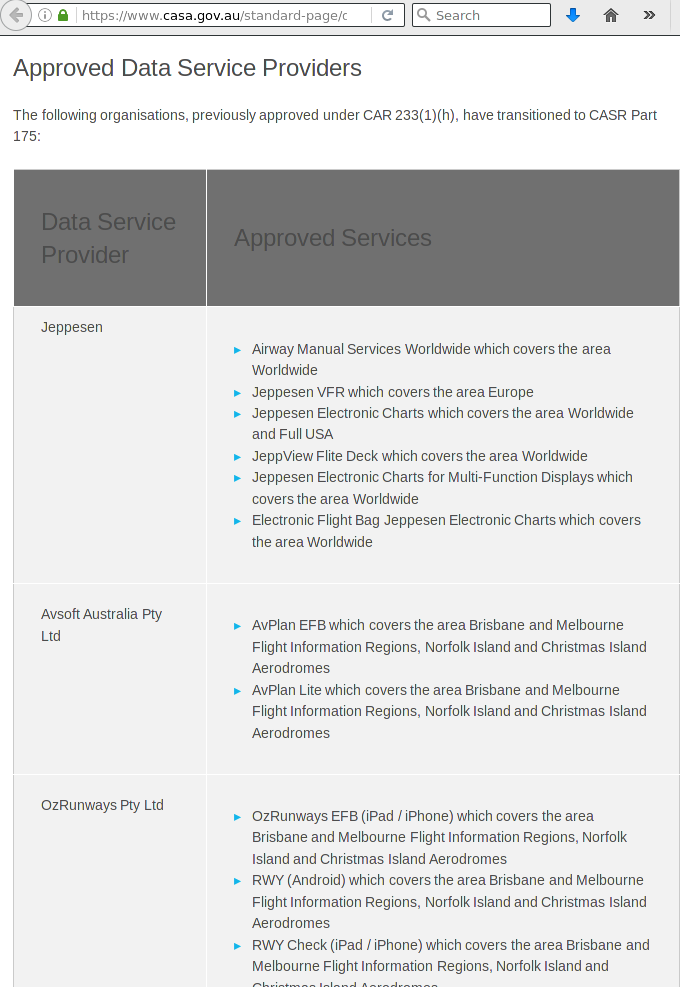 https://www.casa.gov.au/standard-page/c
Search
Approved Data Service Providers
The following organisations, previously approved under CAR 233(1)(h), have transitioned to CASR Part
175:
Data Service
Provider
Approved Services
Jeppesen
Airway Manual Services Worldwide which covers the area
Worldwide
Jeppesen VFR which covers the area Europe
Jeppesen Electronic Charts which covers the area Worldwide
and Full USA
JeppView Flite Deck which covers the area Worldwide
Jeppesen Electronic Charts for Multi-Function Displays which
covers the area Worldwide
Electronic Flight Bag Jeppesen Electronic Charts which covers
the area Worldwide
Avsoft Australia Pty
Ltd
AvPlan EFB which covers the area Brisbane and Melbourne
Flight Information Regions, Norfolk Island and Christmas Island
Aerodromes
AvPlan Lite which covers the area Brisbane and Melbourne
Flight Information Regions, Norfolk Island and Christmas Island
Aerodromes
OzRunways Pty Ltd
OzRunways EFB (iPad / iPhone) which covers the area
Brisbane and Melbourne Flight Information Regions, Norfolk
Island and Christmas Island Aerodromes
RWY (Android) which covers the area Brisbane and Melbourne
Flight Information Regions, Norfolk Island and Christmas Island
Aerodromes
RWY Check (iPad / iPhone) which covers the area Brisbane and
Melbourne Flight Information Regions, Norfolk Island and
Christmas Island Aerodromes